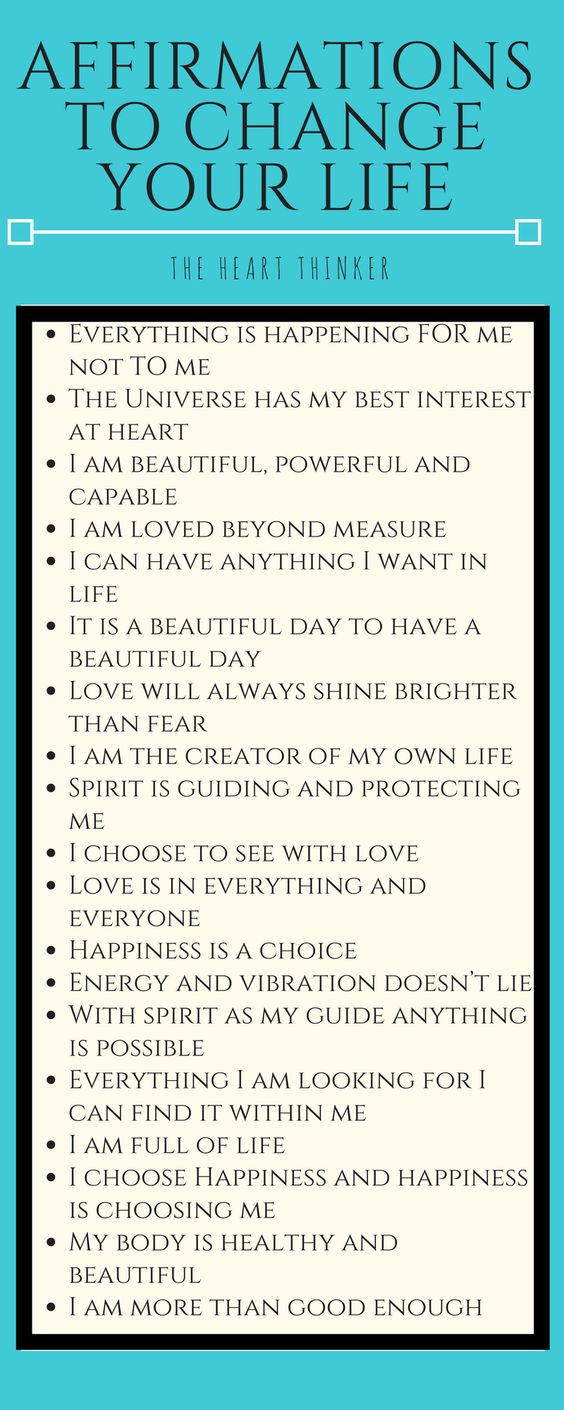 AFFIRMATIONS
TO CHANGE
YOUR LIFE
THE HEART THINKER
• Everything is happening FOR me
not TO me
• The Universe has my best interest
at heart
• I am beautiful, powerful and
capable
• I am loved beyond measure
• I can have anything I want in
life
• It is a beautiful day to have a
beautiful day
• Love will always shine brighter
than fear
• I am the creator of my own life
• Spirit is guiding and protecting
me
• I choose to see with love
• Love is in everything and
everyone
• Happiness is a choice
• Energy and vibration doesn't lie
• With spirit as my guide anything
is possible
• Everything I am looking for I
can find it within me
• I am full of life
• I choose Happiness and happiness
is choosing me
• My body is healthy and
beautiful
• I am more than good enough